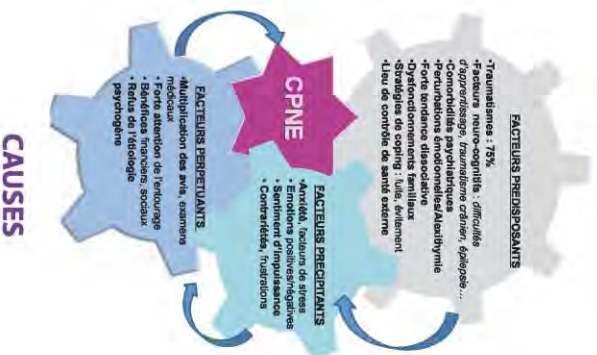 CAUSES
FACTEURS PREDISPOSANTS
•Traumatismes : 75%
•Facteurs neuro-cognitifs : difficultés
d'apprentissage, traumatisme crânien, épilepsie…
•Comorbidités psychiatriques
•Perturbations émotionnelles/Alexithymie
•Forte tendance dissociative
•Dysfonctionnements familiaux
•Stratégies de coping : fuite, évitement
•Lieu de contrôle de santé externe
CPNE
FACTEURS PRECIPITANTS
•Anxiété, facteurs de stress
• Emotions positives/négatives
• Sentiment d'impuissance
• Contrariétés, frustrations
FACTEURS PERPETUANTS
•Multiplication des avis, examens
médicaux
• Forte attention de l'entourage
• Bénéfices financiers, sociaux
• Refus de l'étiologie
psychogène